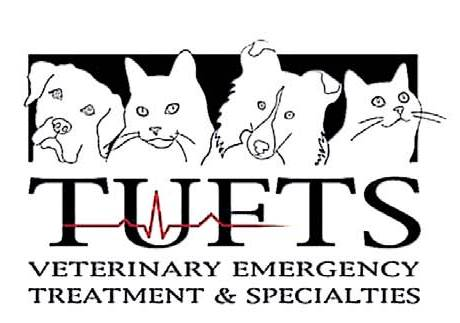 TUFTS
VETERINARY EMERGENCY
TREATMENT & SPECIALTIES